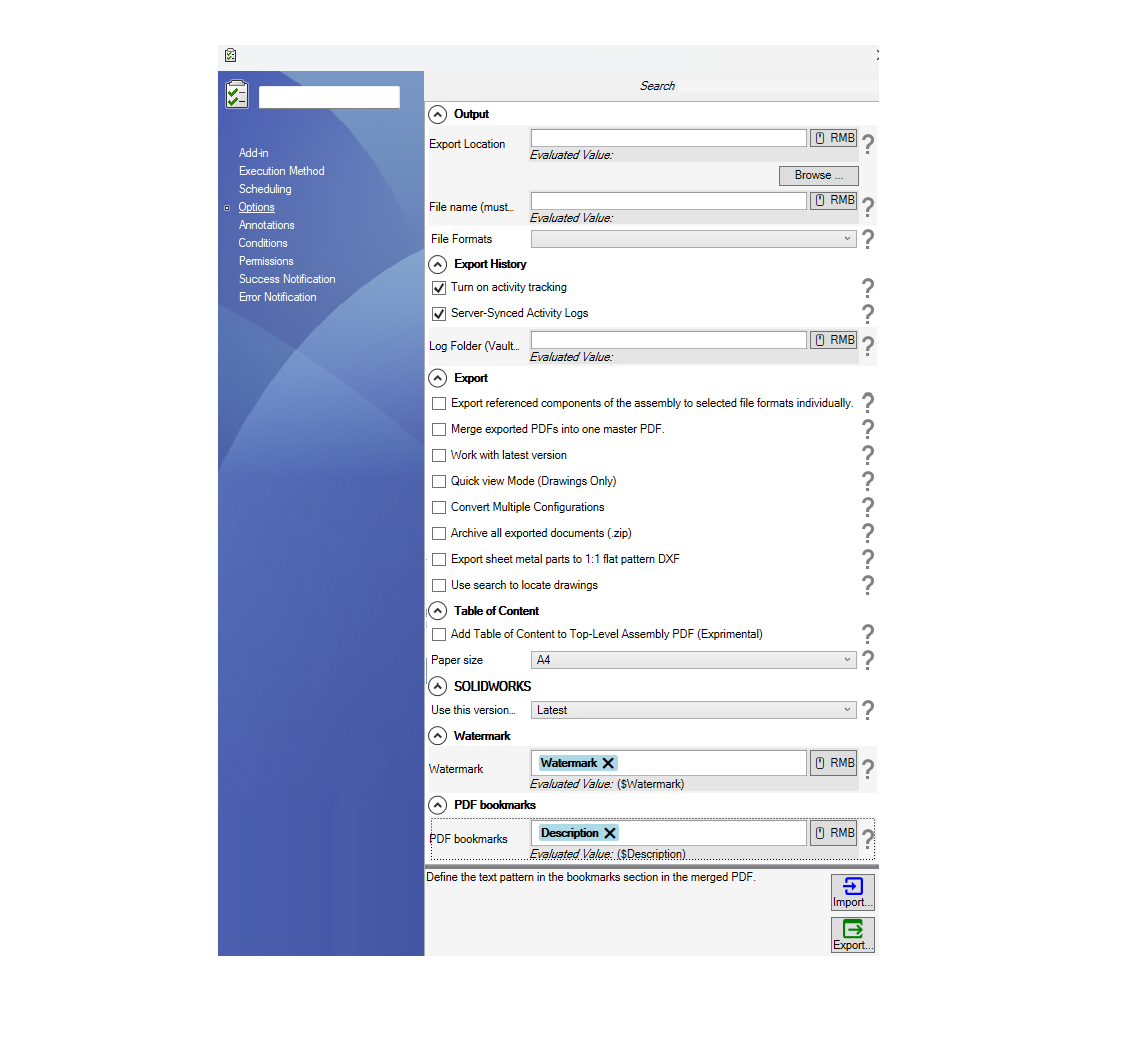 Search
Add-in
Execution Method
Scheduling
Options
Annotations
Conditions
Permissions
Success Notification
Error Notification
Output
Export Location
RMB
?
Evaluated Value:
Browse ...
File name (must...
RMB
?
Evaluated Value:
File Formats
?
Export History
Turn on activity tracking
?
Server-Synced Activity Logs
?
Log Folder (Vault...
RMB
?
Evaluated Value:
Export
Export referenced components of the assembly to selected file formats individually.
?
Merge exported PDFs into one master PDF.
?
Work with latest version
?
Quick view Mode (Drawings Only)
?
Convert Multiple Configurations
?
Archive all exported documents (.zip)
?
Export sheet metal parts to 1:1 flat pattern DXF
?
Use search to locate drawings
?
Table of Content
Add Table of Content to Top-Level Assembly PDF (Exprimental)
?
Paper size
A4
?
SOLIDWORKS
Use this version...
Latest
?
Watermark
Watermark
Watermark
RMB
?
Evaluated Value: ($Watermark)
PDF bookmarks
PDF bookmarks
Description
RMB
?
Evaluated Value: ($Description)
Define the text pattern in the bookmarks section in the merged PDF.
Import...
Export...